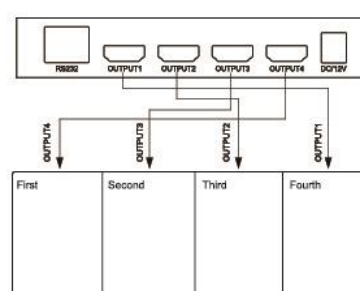 RS232 OUTPUT1 OUTPUT2 OUTPUT3 OUTPUT4 DC/12V
OUTPUT4 OUTPUT3 OUTPUT2 OUTPUT1
First Second Third Fourth